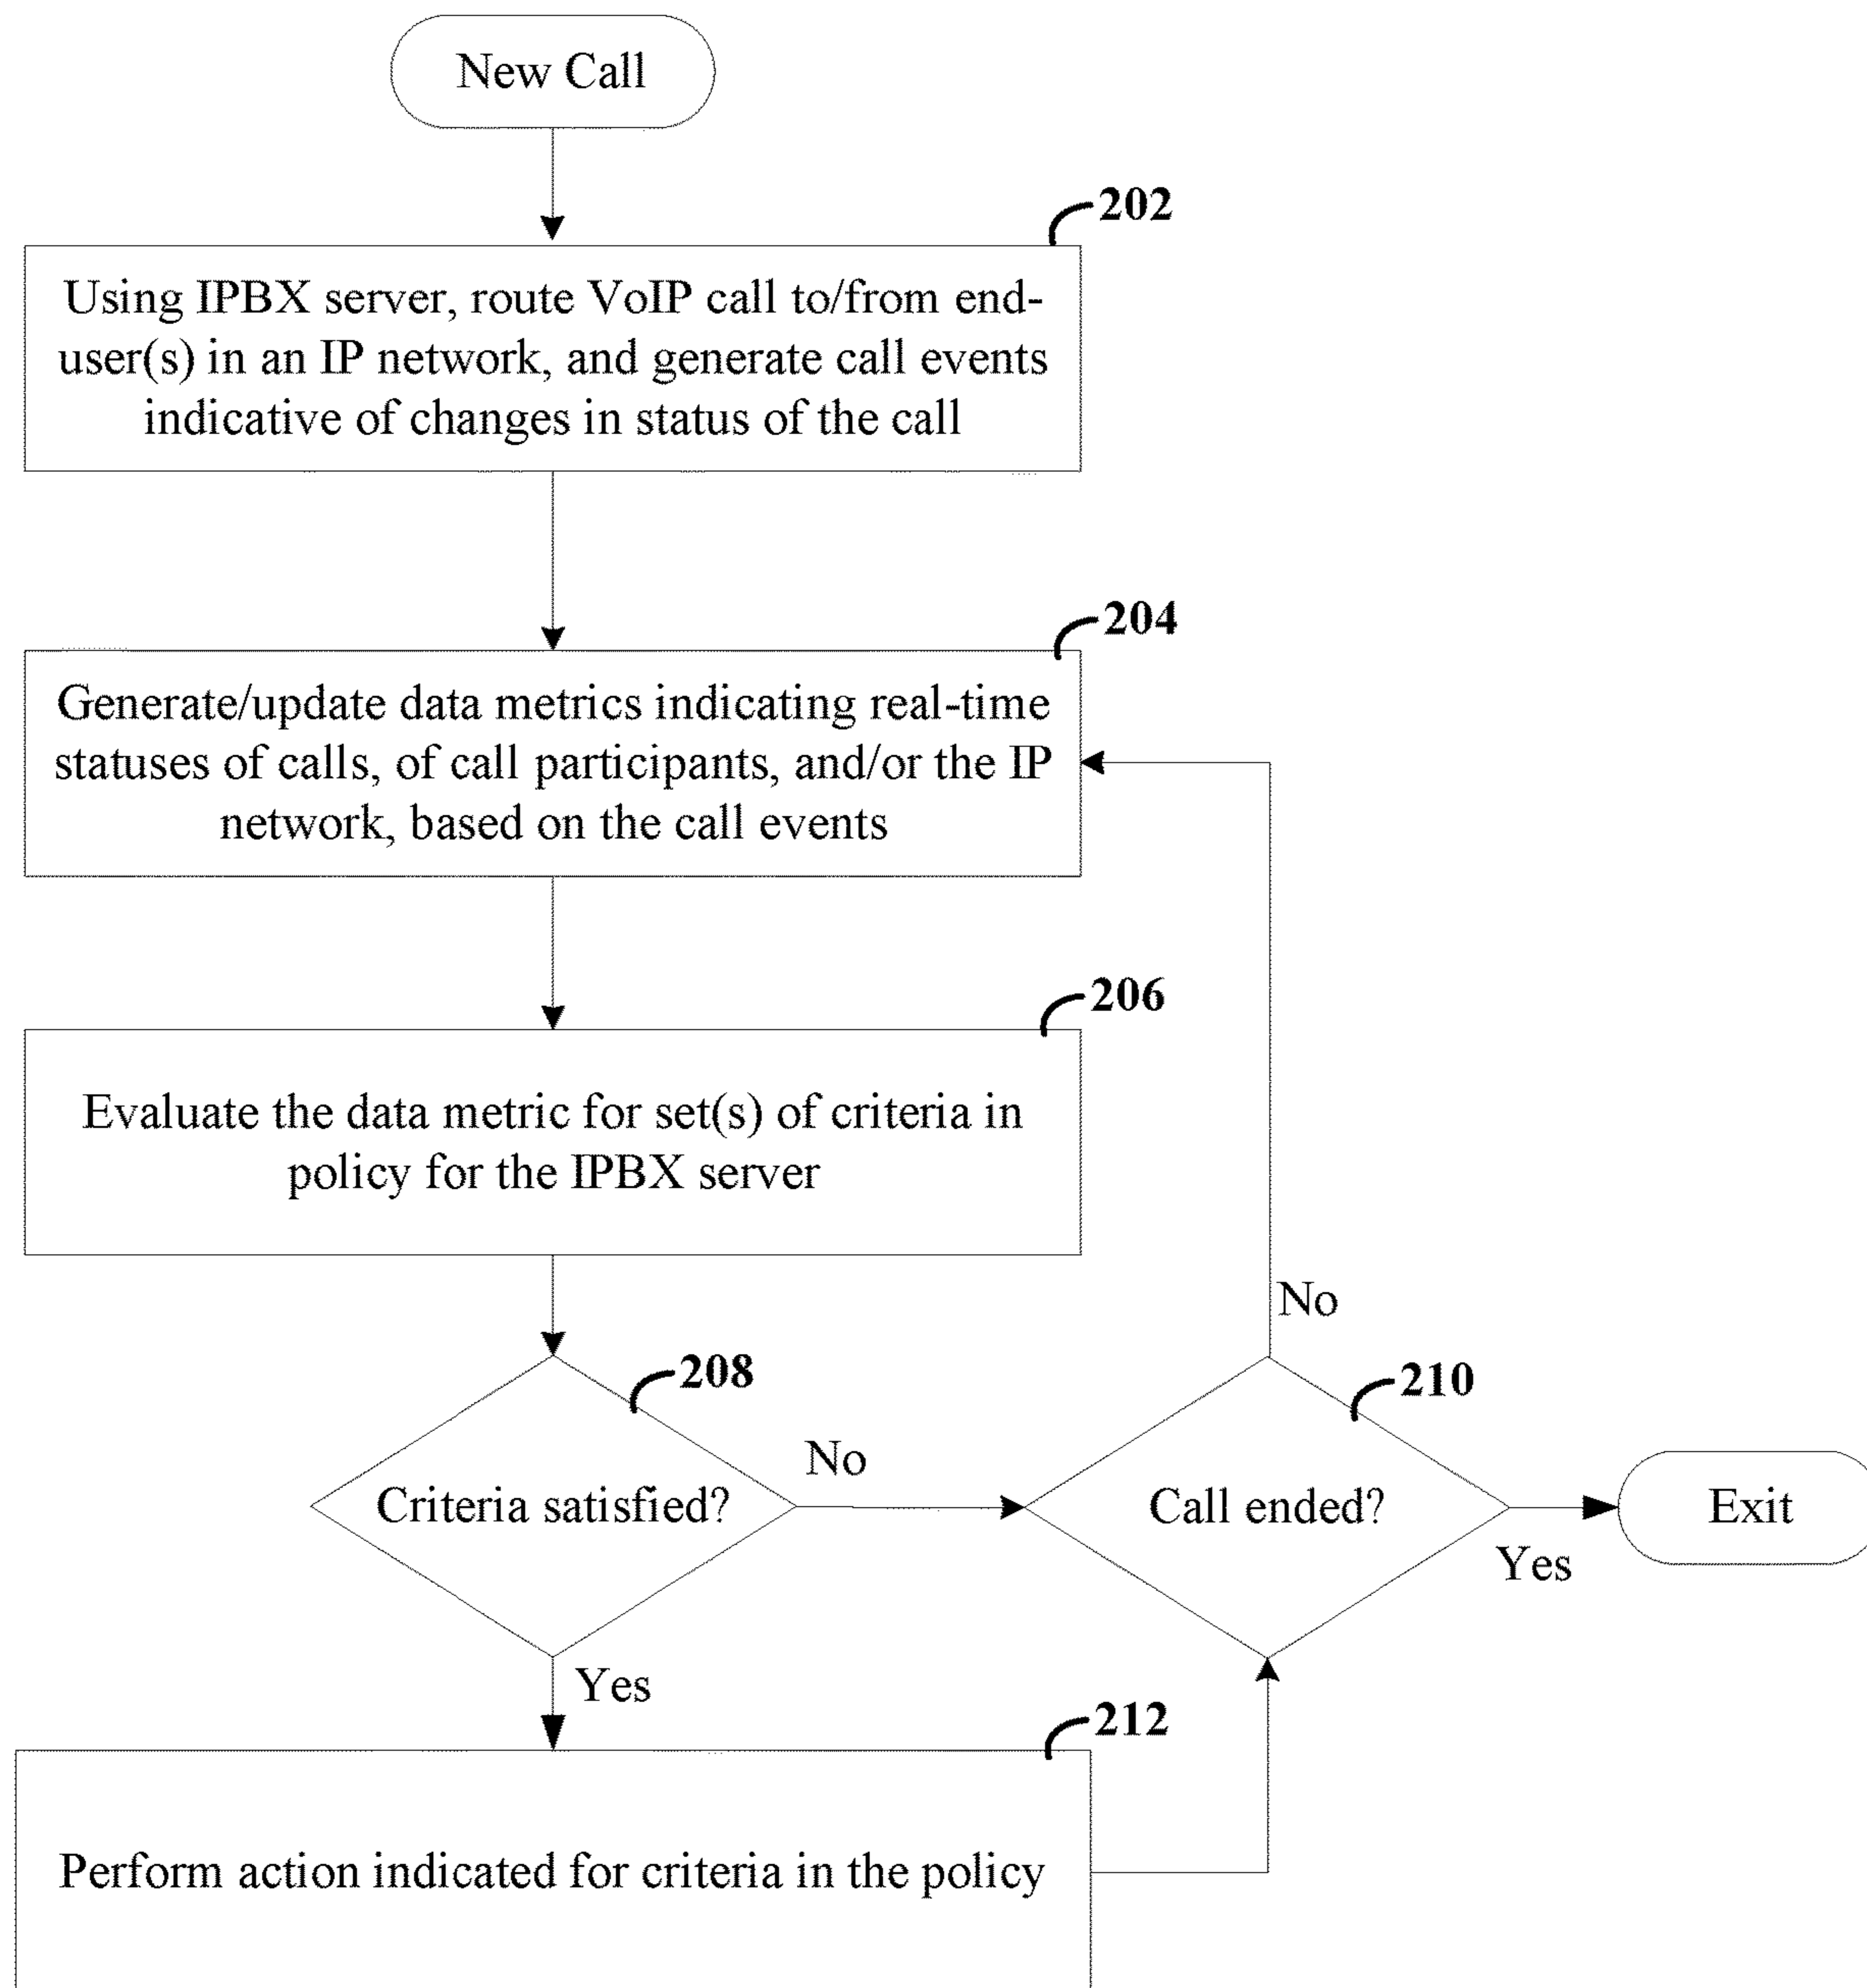 New Call
202
Using IPBX server, route VoIP call to/from end-
user(s) in an IP network, and generate call events
indicative of changes in status of the call
204
Generate/update data metrics indicating real-time
statuses of calls, of call participants, and/or the IP
network, based on the call events
206
Evaluate the data metric for set(s) of criteria in
policy for the IPBX server
208
Criteria satisfied?
No
210
Call ended?
No
Yes
Exit
Yes
212
Perform action indicated for criteria in the policy